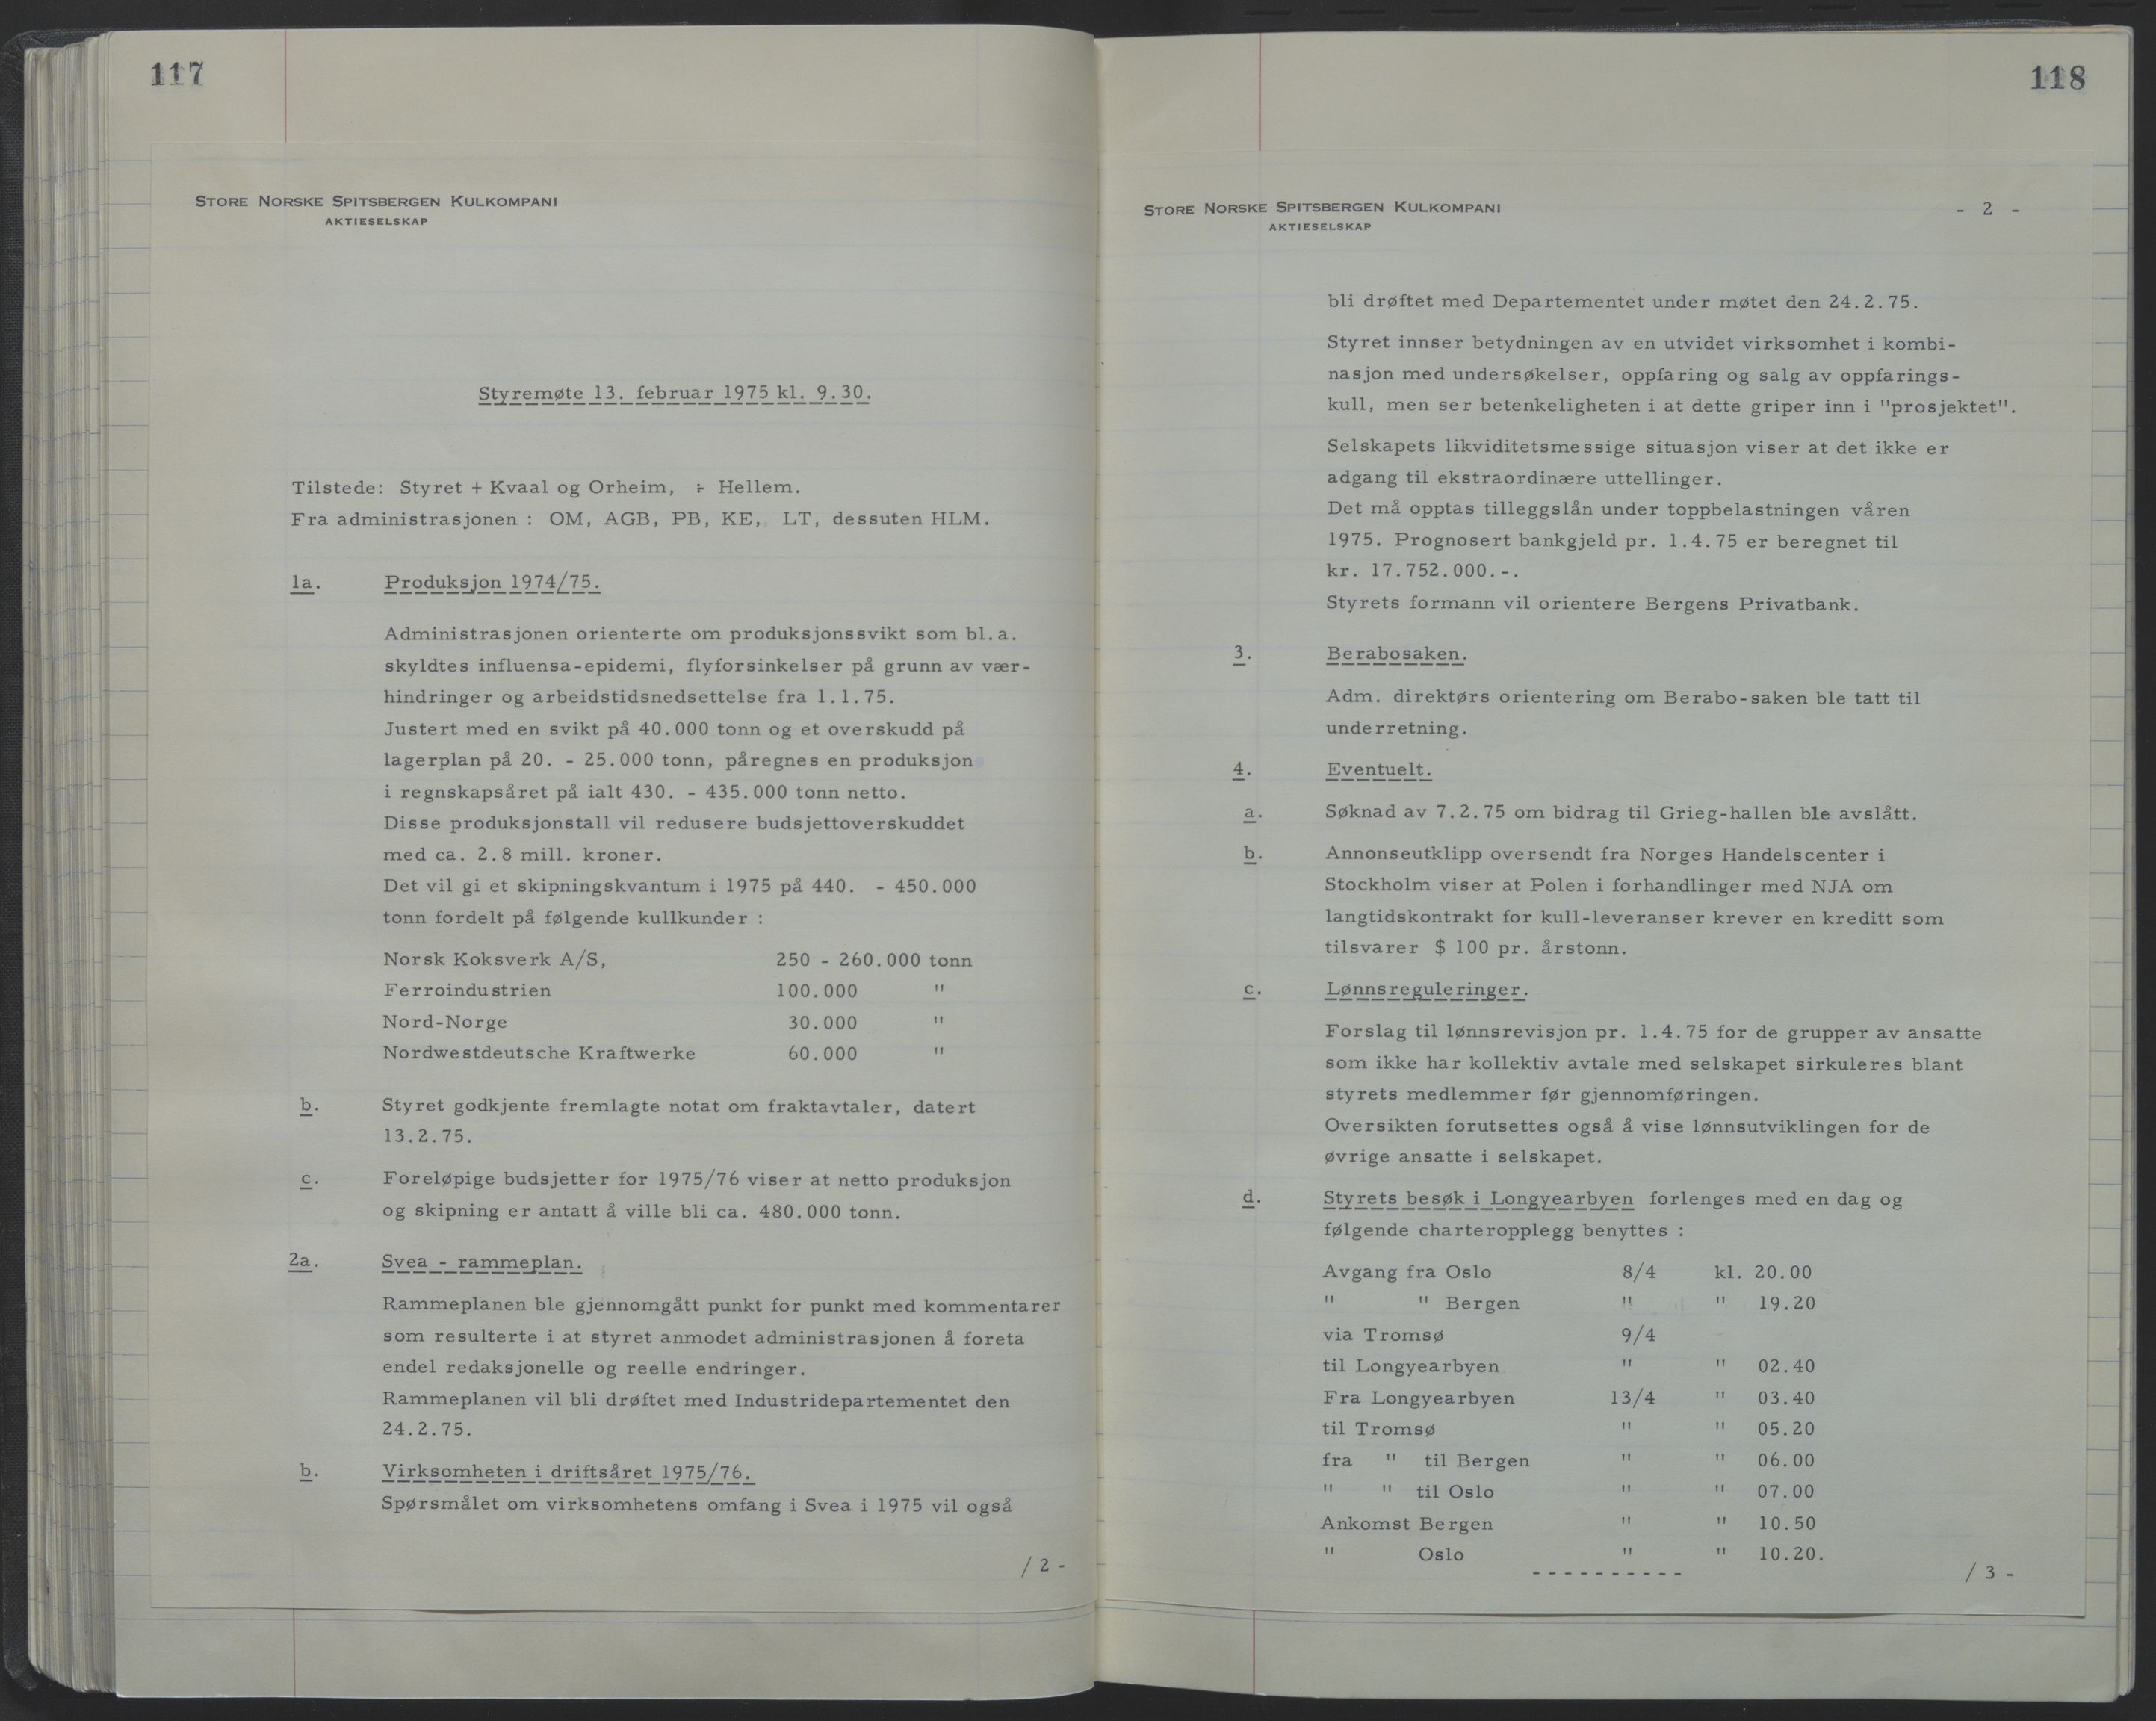 117
STORE NORSKE SPITSBERGEN KULKOMPANI
AKTIESELSKAP
Styremøte 13. februar 1975 kl. 9.30.
Tilstede: Styret + Kvaal og Orheim, ÷ Hellem.
Fra administrasjonen : OM, AGB, PB, KE, LT, dessuten HLM.
1a. Produksjon 1974/75.
Administrasjonen orienterte om produksjonssvikt som bl.a.
skyldtes influensa-epidemi, flyforsinkelser på grunn av vær-
hindringer og arbeidstidsnedsettelse fra 1.1.75.
Justert med en svikt på 40.000 tonn og et overskudd på
lagerplan på 20. - 25.000 tonn, påregnes en produksjon
i regnskapsåret på ialt 430. - 435.000 tonn netto.
Disse produksjonstall vil redusere budsjettoverskuddet
med ca. 2.8 mill. kroner.
Det vil gi et skipningskvantum i 1975 på 440. - 450.000
tonn fordelt på følgende kullkunder :
Norsk Koksverk A/S, 250 - 260.000 tonn
Ferroindustrien 100.000 "
Nord-Norge 30.000 "
Nordwestdeutsche Kraftwerke 60.000 "
b. Styret godkjente fremlagte notat om fraktavtaler, datert
13.2.75.
c. Foreløpige budsjetter for 1975/76 viser at netto produksjon
og skipning er antatt å ville bli ca. 480.000 tonn.
2a. Svea - rammeplan.
Rammeplanen ble gjennomgått punkt for punkt med kommentarer
som resulterte i at styret anmodet administrasjonen å foreta
endel redaksjonelle og reelle endringer.
Rammeplanen vil bli drøftet med Industridepartementet den
24.2.75.
b. Virksomheten i driftsåret 1975/76.
Spørsmålet om virksomhetens omfang i Svea i 1975 vil også
/ 2 -
118
STORE NORSKE SPITSBERGEN KULKOMPANI - 2 -
AKTIESELSKAP
bli drøftet med Departementet under møtet den 24.2.75.
Styret innser betydningen av en utvidet virksomhet i kombi-
nasjon med undersøkelser, oppfaring og salg av oppfarings-
kull, men ser betenkeligheten i at dette griper inn i "prosjektet".
Selskapets likviditetsmessige situasjon viser at det ikke er
adgang til ekstraordinære uttellinger.
Det må opptas tilleggslån under toppbelastningen våren
1975. Prognosert bankgjeld pr. 1.4.75 er beregnet til
kr. 17.752.000.-.
Styrets formann vil orientere Bergens Privatbank.
3. Berabosaken.
Adm. direktørs orientering om Berabo-saken ble tatt til
underretning.
4. Eventuelt.
a. Søknad av 7.2.75 om bidrag til Grieg-hallen ble avslått.
b. Annonseutklipp oversendt fra Norges Handelscenter i
Stockholm viser at Polen i forhandlinger med NJA om
langtidskontrakt for kull-leveranser krever en kreditt som
tilsvarer $ 100 pr. årstonn.
c. Lønnsreguleringer.
Forslag til lønnsrevisjon pr. 1.4.75 for de grupper av ansatte
som ikke har kollektiv avtale med selskapet sirkuleres blant
styrets medlemmer før gjennomføringen.
Oversikten forutsettes også å vise lønnsutviklingen for de
øvrige ansatte i selskapet.
d. Styrets besøk i Longyearbyen forlenges med en dag og
følgende charteropplegg benyttes :
Avgang fra Oslo 8/4 kl. 20.00
" " Bergen " " 19.20
via Tromsø 9/4
til Longyearbyen " " 02.40
Fra Longyearbyen 13/4 " 03.40
til Tromsø " " 05.20
fra " til Bergen " " 06.00
" " til Oslo " " 07.00
Ankomst Bergen " " 10.50
" Oslo " " 10.20.
----------
/ 3 -